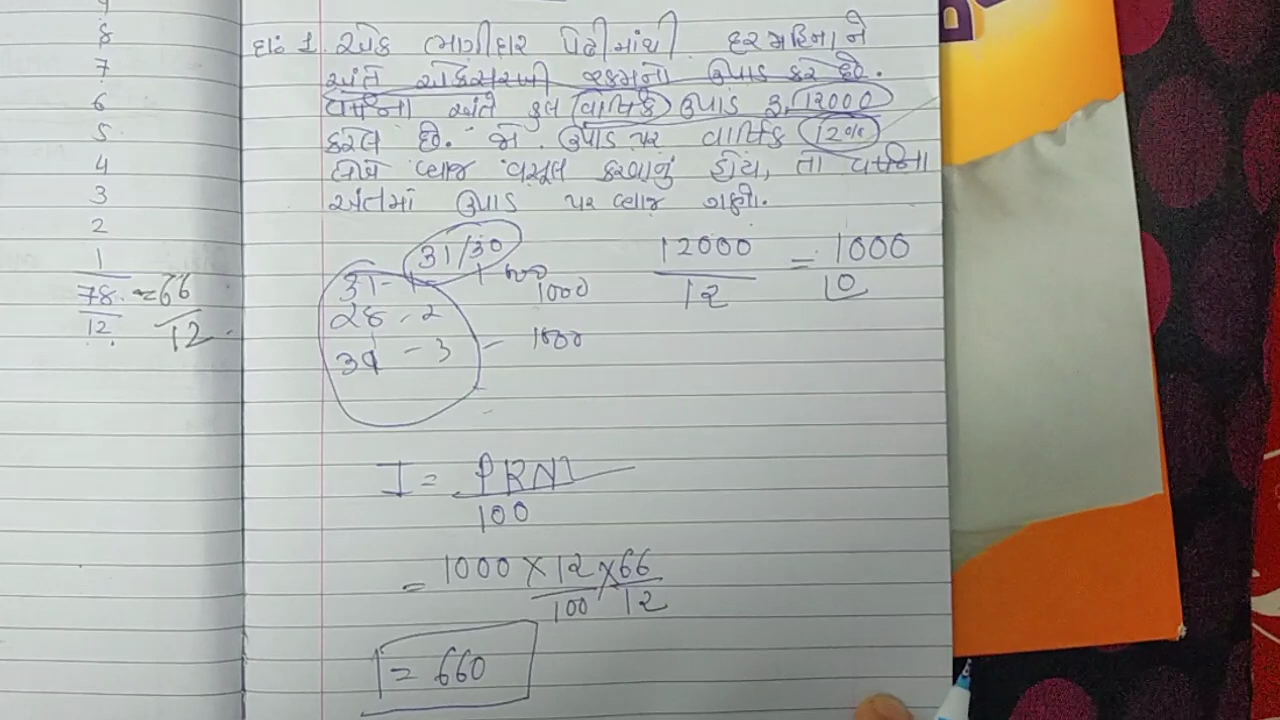 8
7
6
5
4
3
2
1
78 = 66
12 12
દા. 1. એક ભાગીદાર પેઢીમાંથી દર મહિનાને
અંતે એકસરખી રકમનો ઉપાડ કરે છે.
વર્ષના અંતે કુલ વાર્ષિક ઉપાડ રૂ. 12000
કરેલ છે. જો ઉપાડ પર વાર્ષિક 12%
લેખે વ્યાજ વસૂલ કરવાનું હોય, તો વર્ષના
અંતમાં ઉપાડ પર વ્યાજ ગણો.
31/30
12000 = 1000
12
31 - 1
1000
28 - 2
- 3 - 1000
I = PRN
100
= 1000 × 12 × 66
100 12
= 660